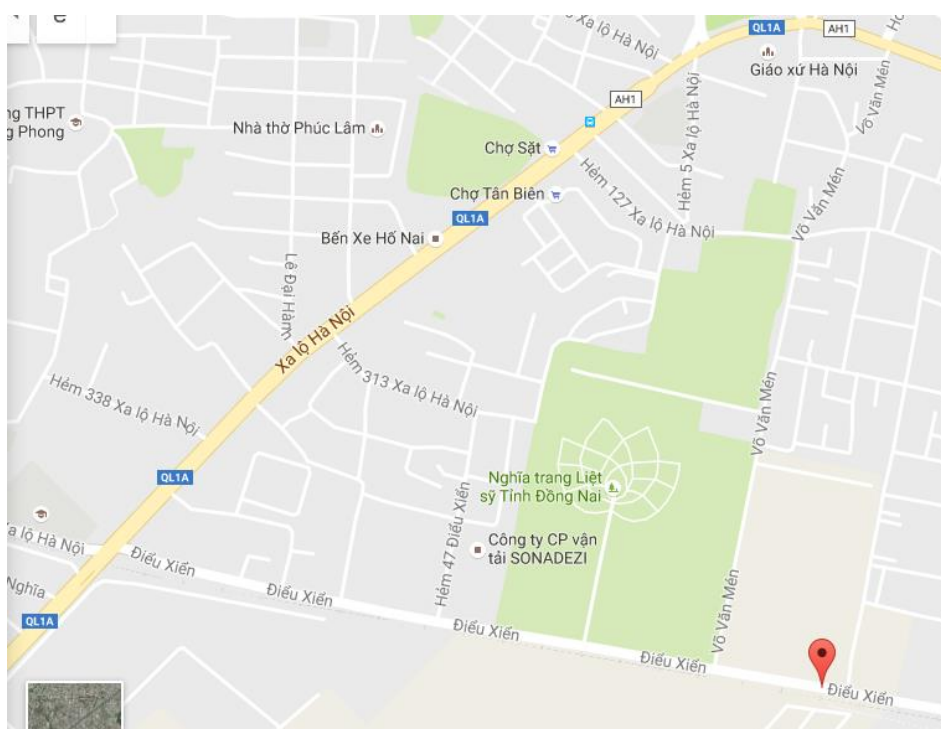 e
QL1A
AH1
Xa lộ Hà Nội
Giáo xứ Hà Nội
ng THPT
g Phong
AH1
Võ Văn Mén
Nhà thờ Phúc Lâm
Chợ Sặt
Hẻm 5 Xa lộ Hà Nội
Chợ Tân Biên
Hẻm 127 Xa lộ Hà Nội
Võ Văn Mén
QL1A
Bến Xe Hố Nai
Lê Đại Hàm
Xa lộ Hà Nội
Hẻm 313 Xa lộ Hà Nội
Hẻm 338 Xa lộ Hà Nội
Võ Văn Mén
QL1A
Nghĩa trang Liệt
sỹ Tỉnh Đồng Nai
Hẻm 47 Điểu Xiển
Công ty CP vận
tải SONADEZI
a lộ Hà Nội
Điểu Xiển
Nghĩa
Điểu Xiển
QL1A
Điểu Xiển
Võ Văn Mén
Điểu Xiển
Điểu Xiển